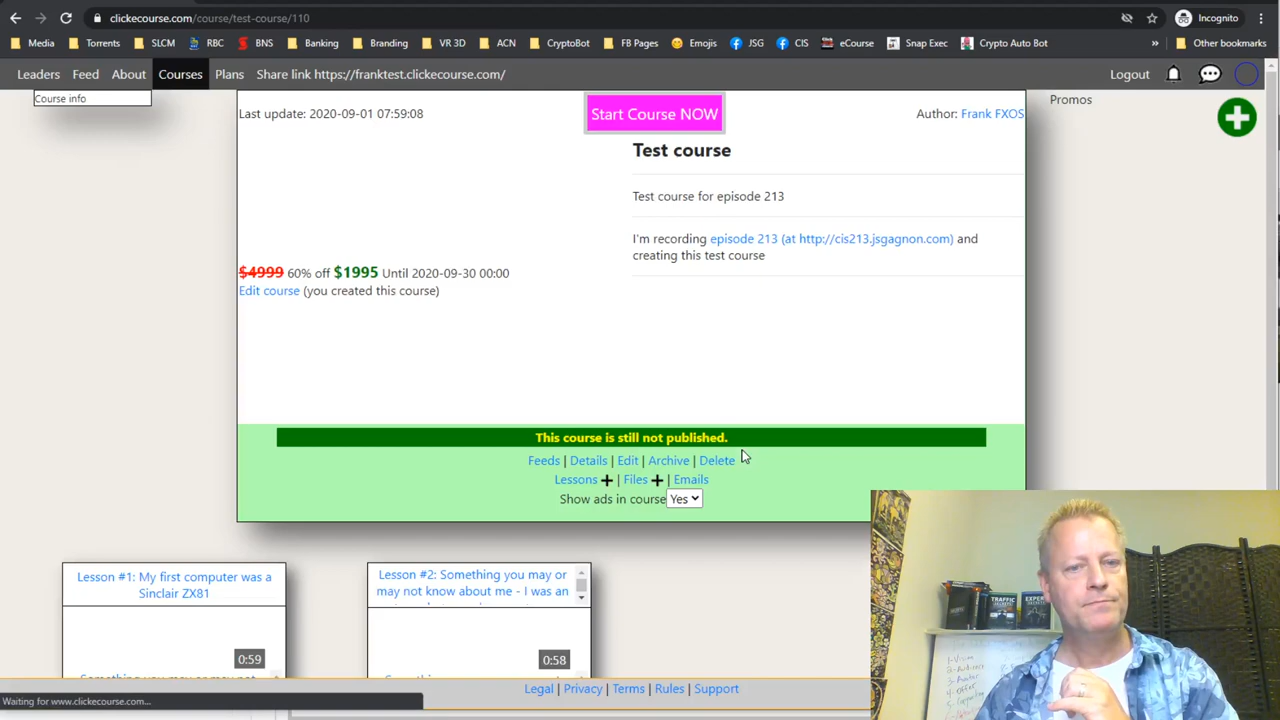 clickecourse.com/course/test-course/110
Incognito
Media Torrents SLCM RBC BNS Banking Branding VR 3D ACN CryptoBot FB Pages Emojis JSG CIS eCourse Snap Exec Crypto Auto Bot » Other bookmarks
Leaders Feed About Courses Plans Share link https://franktest.clickecourse.com/ Logout
Course info
Promos
Last update: 2020-09-01 07:59:08
Start Course NOW
Author: Frank FXOS
Test course
Test course for episode 213
I'm recording episode 213 (at http://cis213.jsgagnon.com) and
creating this test course
$4999 60% off $1995 Until 2020-09-30 00:00
Edit course (you created this course)
This course is still not published.
Feeds | Details | Edit | Archive | Delete
Lessons | Files | Emails
Show ads in course Yes
Lesson #1: My first computer was a
Sinclair ZX81
0:59
Lesson #2: Something you may or
may not know about me - I was an
0:58
TRAFFIC
SECRETS
EXPERT
SECRETS
Legal | Privacy | Terms | Rules | Support
Waiting for www.clickecourse.com...